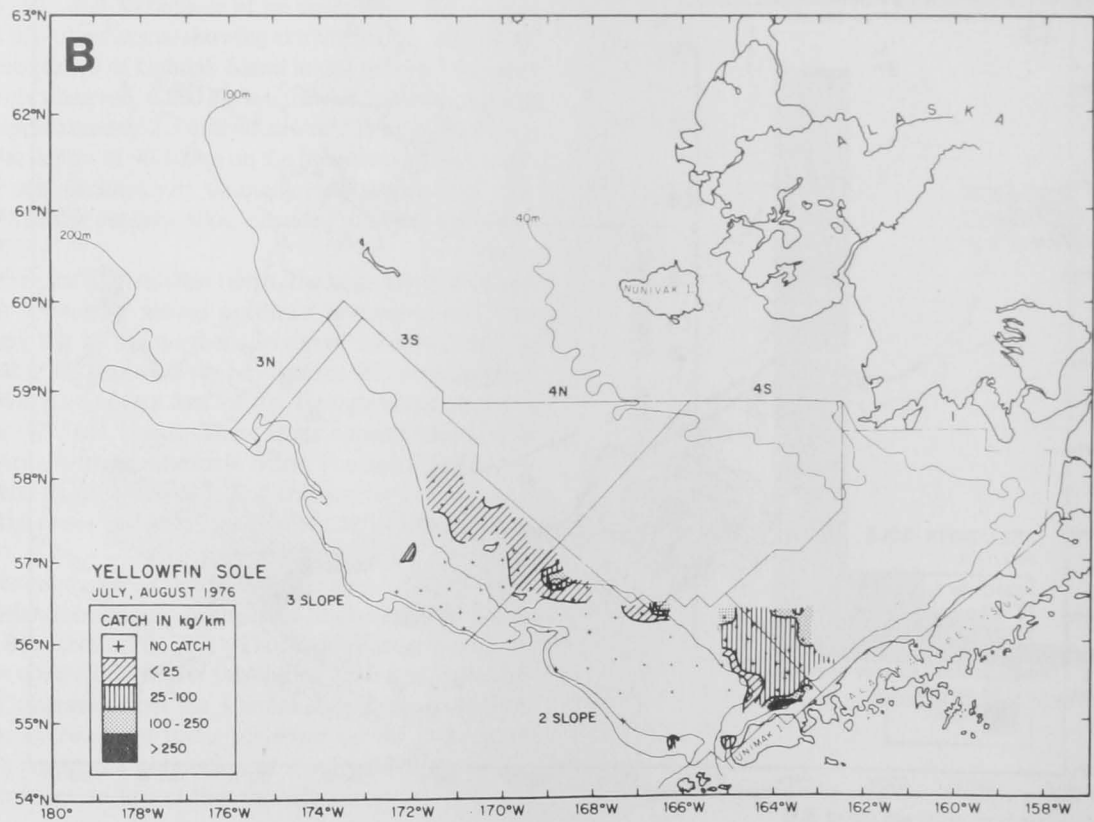 63°N
B
100m
62°N
A L A S K A
61°N
40m
200m
NUNIVAK I.
60°N
3S
3N
59°N
4N
4S
1
58°N
57°N
YELLOWFIN SOLE
JULY, AUGUST 1976
3 SLOPE
CATCH IN kg/km
56°N
+ NO CATCH
<25
25-100
2 SLOPE
55°N
100-250
>250
UNIMAK I.
PENINSULA
54°N
180° 176°W 174°W 172°W 170°W 168°W 166°W 164°W 162°W 160°W 158°W